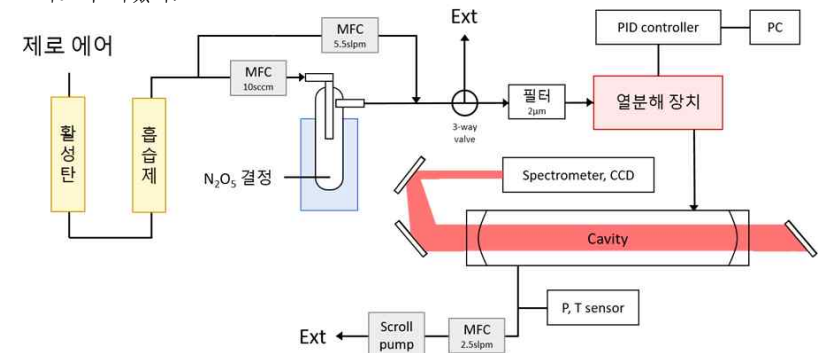 Ext
제로 에어
MFC
5.5slpm
MFC
10sccm
PID controller
PC
활성탄
흡습제
N₂O₅ 결정
3-way
valve
필터
2μm
열분해 장치
Spectrometer, CCD
Cavity
P, T sensor
Ext
Scroll
pump
MFC
2.5slpm